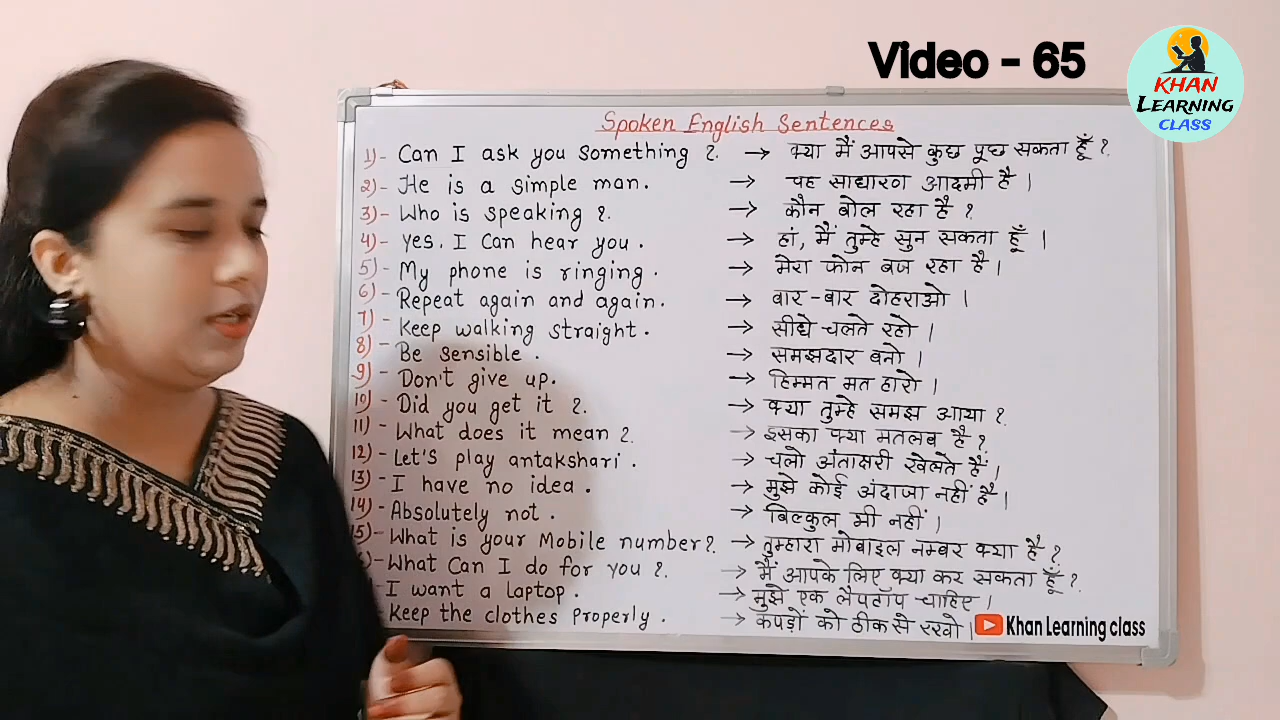 Video - 65
KHAN
LEARNING
CLASS
Spoken English Sentences
1)- Can I ask you something ?. → क्या मैं आपसे कुछ पूछ सकता हूँ ?.
2)- He is a simple man. → यह साधारण आदमी है ।
3)- Who is speaking ?. → कौन बोल रहा है ?
4)- Yes. I Can hear you. → हां, मैं तुम्हे सुन सकता हूँ ।
5)- My phone is ringing. → मेरा फोन बज रहा है ।
6)- Repeat again and again. → बार-बार दोहराओ ।
7)- Keep walking straight. → सीधे चलते रहो ।
8)- Be sensible. → समझदार बनो ।
9)- Don't give up. → हिम्मत मत हारो ।
10)- Did you get it ?. → क्या तुम्हे समझ आया ?
11)- What does it mean ?. → इसका क्या मतलब है ?
12)- Let's play antakshari. → चलो अंताक्षरी खेलते हैं ।
13)- I have no idea. → मुझे कोई अंदाजा नहीं है ।
14)- Absolutely not. → बिल्कुल भी नहीं ।
15)- What is your Mobile number ?. → तुम्हारा मोबाइल नम्बर क्या है ?
)- What Can I do for you ?. → मैं आपके लिए क्या कर सकता हूँ ?
- I want a laptop. → मुझे एक लैपटॉप चाहिए ।
- Keep the clothes Properly. → कपड़ों को ठीक से रखो ।
Khan Learning class